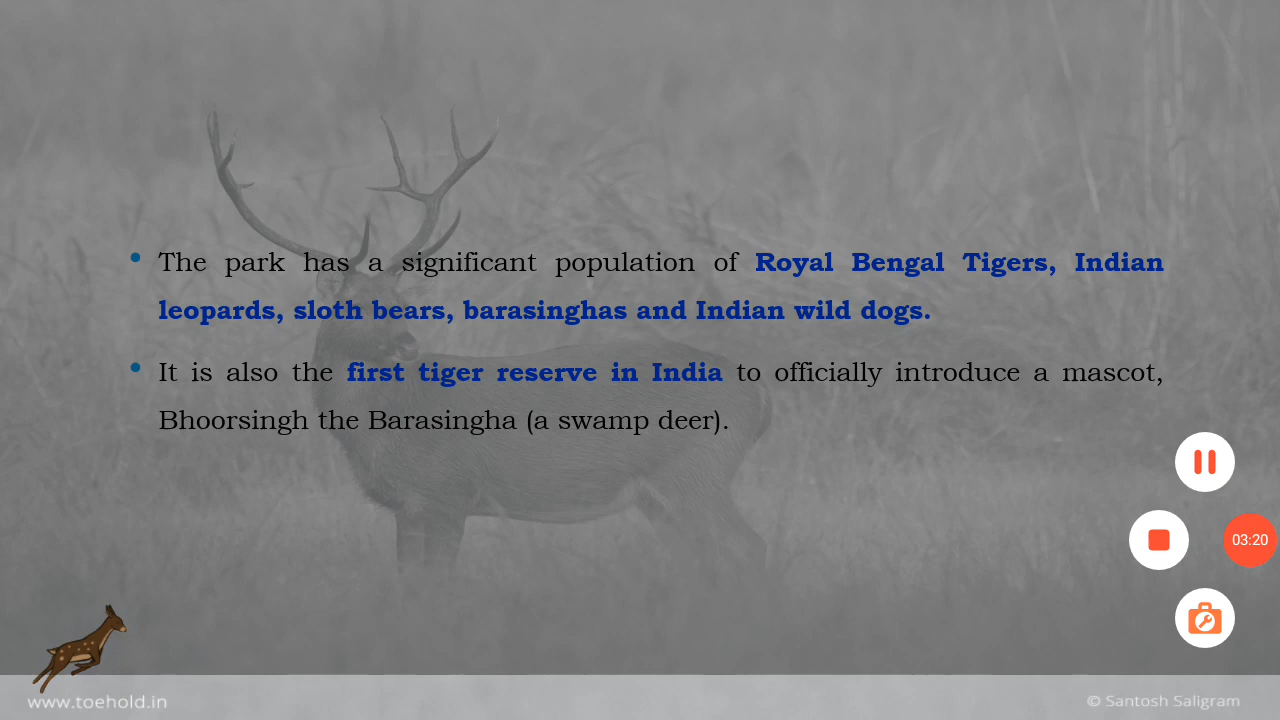 • The park has a significant population of Royal Bengal Tigers, Indian
leopards, sloth bears, barasinghas and Indian wild dogs.
• It is also the first tiger reserve in India to officially introduce a mascot,
Bhoorsingh the Barasingha (a swamp deer).
03:20
www.toehold.in
© Santosh Saligram